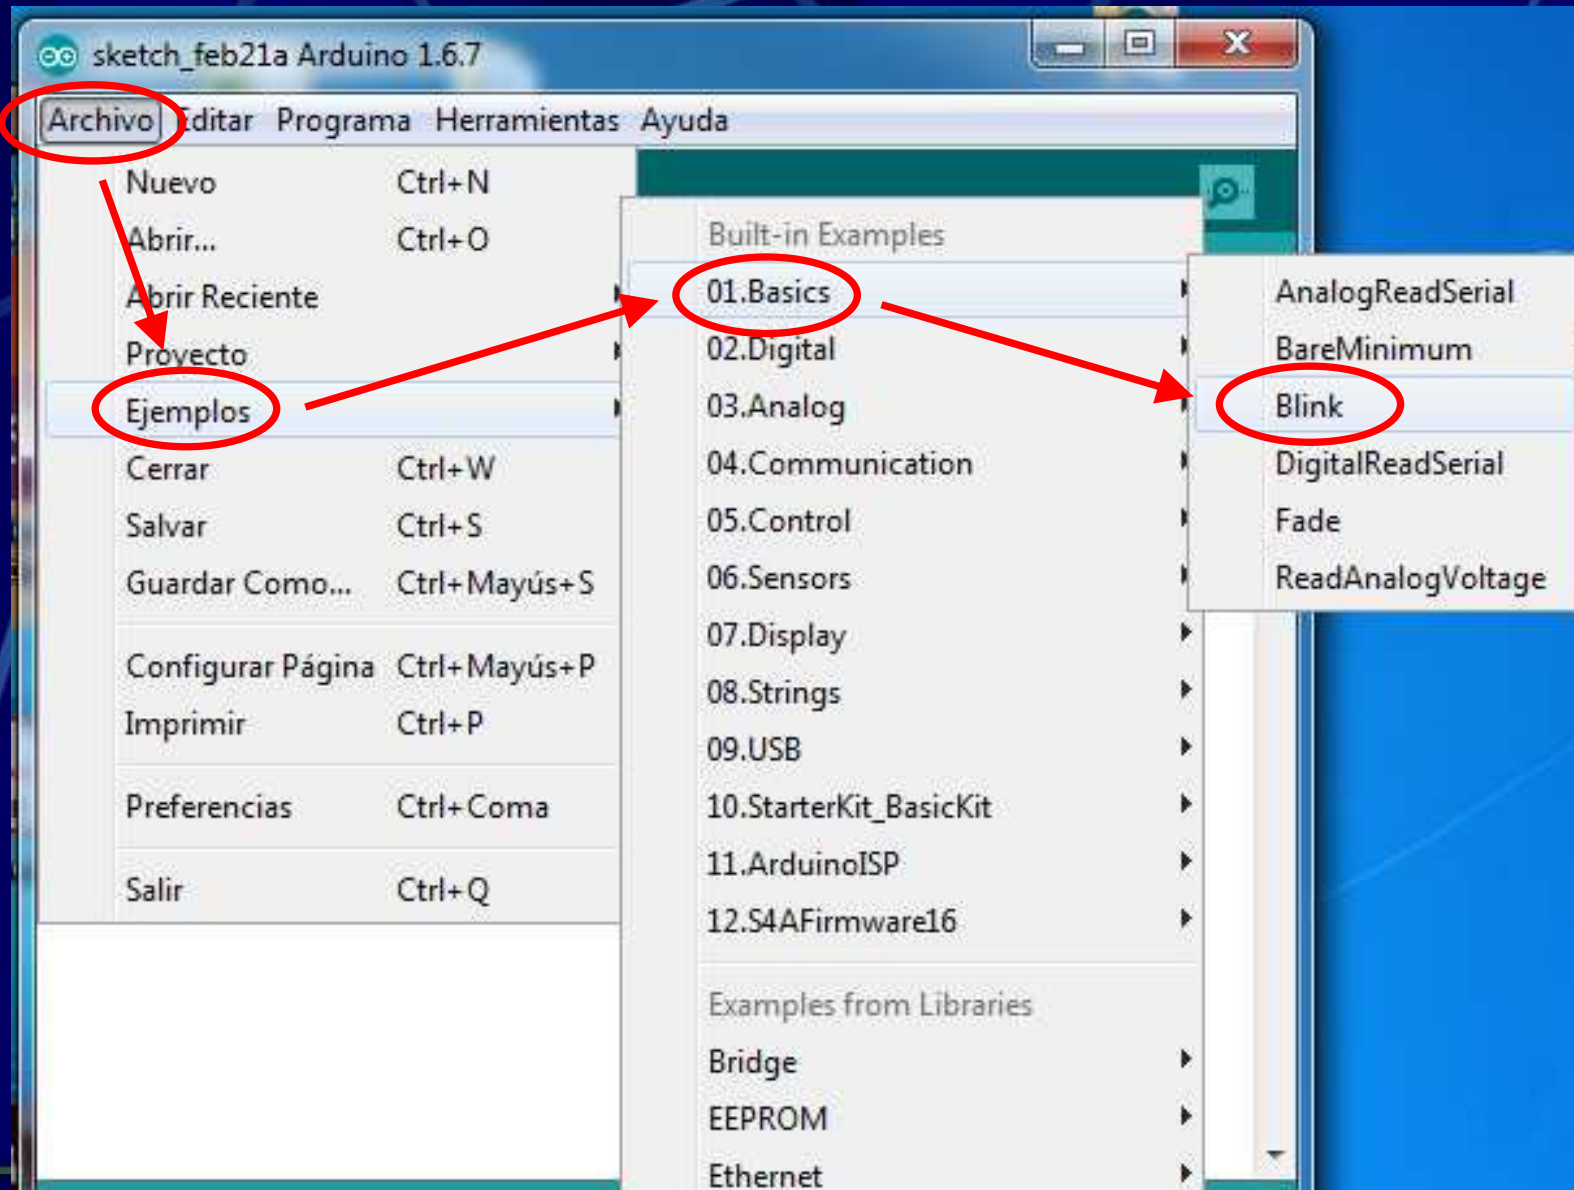 sketch_feb21a Arduino 1.6.7
Archivo Editar Programa Herramientas Ayuda
Nuevo Ctrl+N
Abrir... Ctrl+O
Abrir Reciente
Proyecto
Ejemplos
Cerrar Ctrl+W
Salvar Ctrl+S
Guardar Como... Ctrl+Mayús+S
Configurar Página Ctrl+Mayús+P
Imprimir Ctrl+P
Preferencias Ctrl+Coma
Salir Ctrl+Q
Built-in Examples
01.Basics
02.Digital
03.Analog
04.Communication
05.Control
06.Sensors
07.Display
08.Strings
09.USB
10.StarterKit_BasicKit
11.ArduinoISP
12.S4AFirmware16
Examples from Libraries
Bridge
EEPROM
Ethernet
AnalogReadSerial
BareMinimum
Blink
DigitalReadSerial
Fade
ReadAnalogVoltage